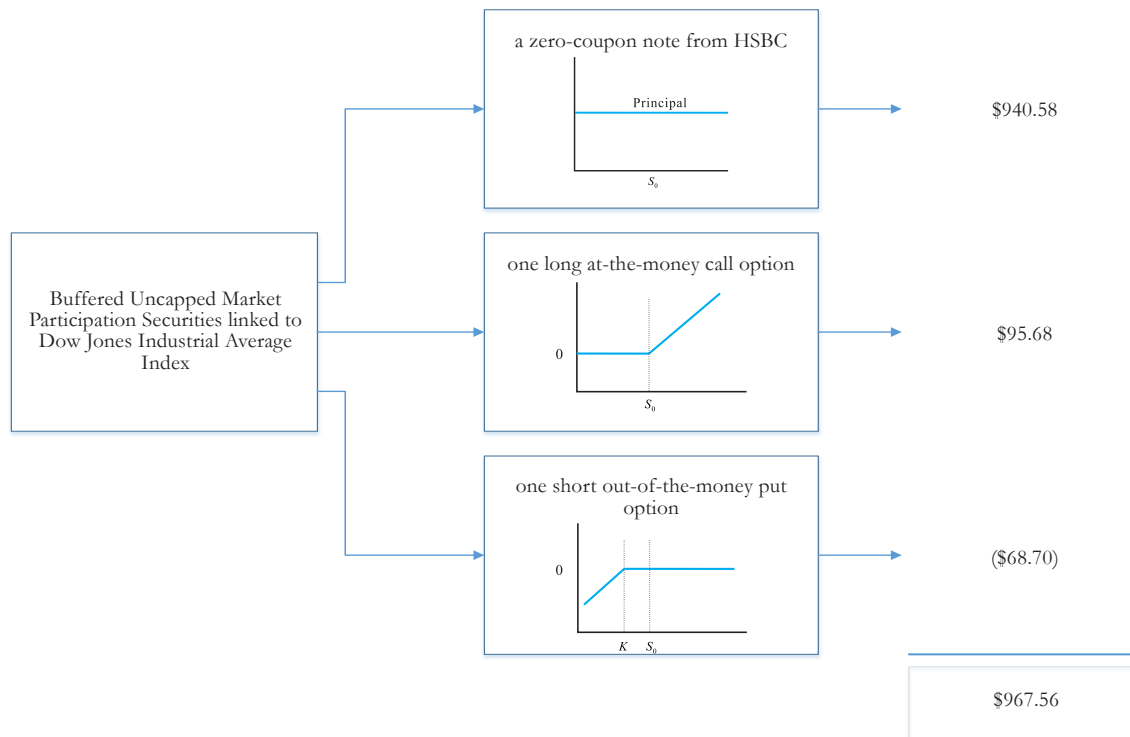 a zero-coupon note from HSBC
Principal
S₀
$940.58
Buffered Uncapped Market
Participation Securities linked to
Dow Jones Industrial Average
Index
one long at-the-money call option
0
S₀
$95.68
one short out-of-the-money put
option
0
K S₀
($68.70)
$967.56